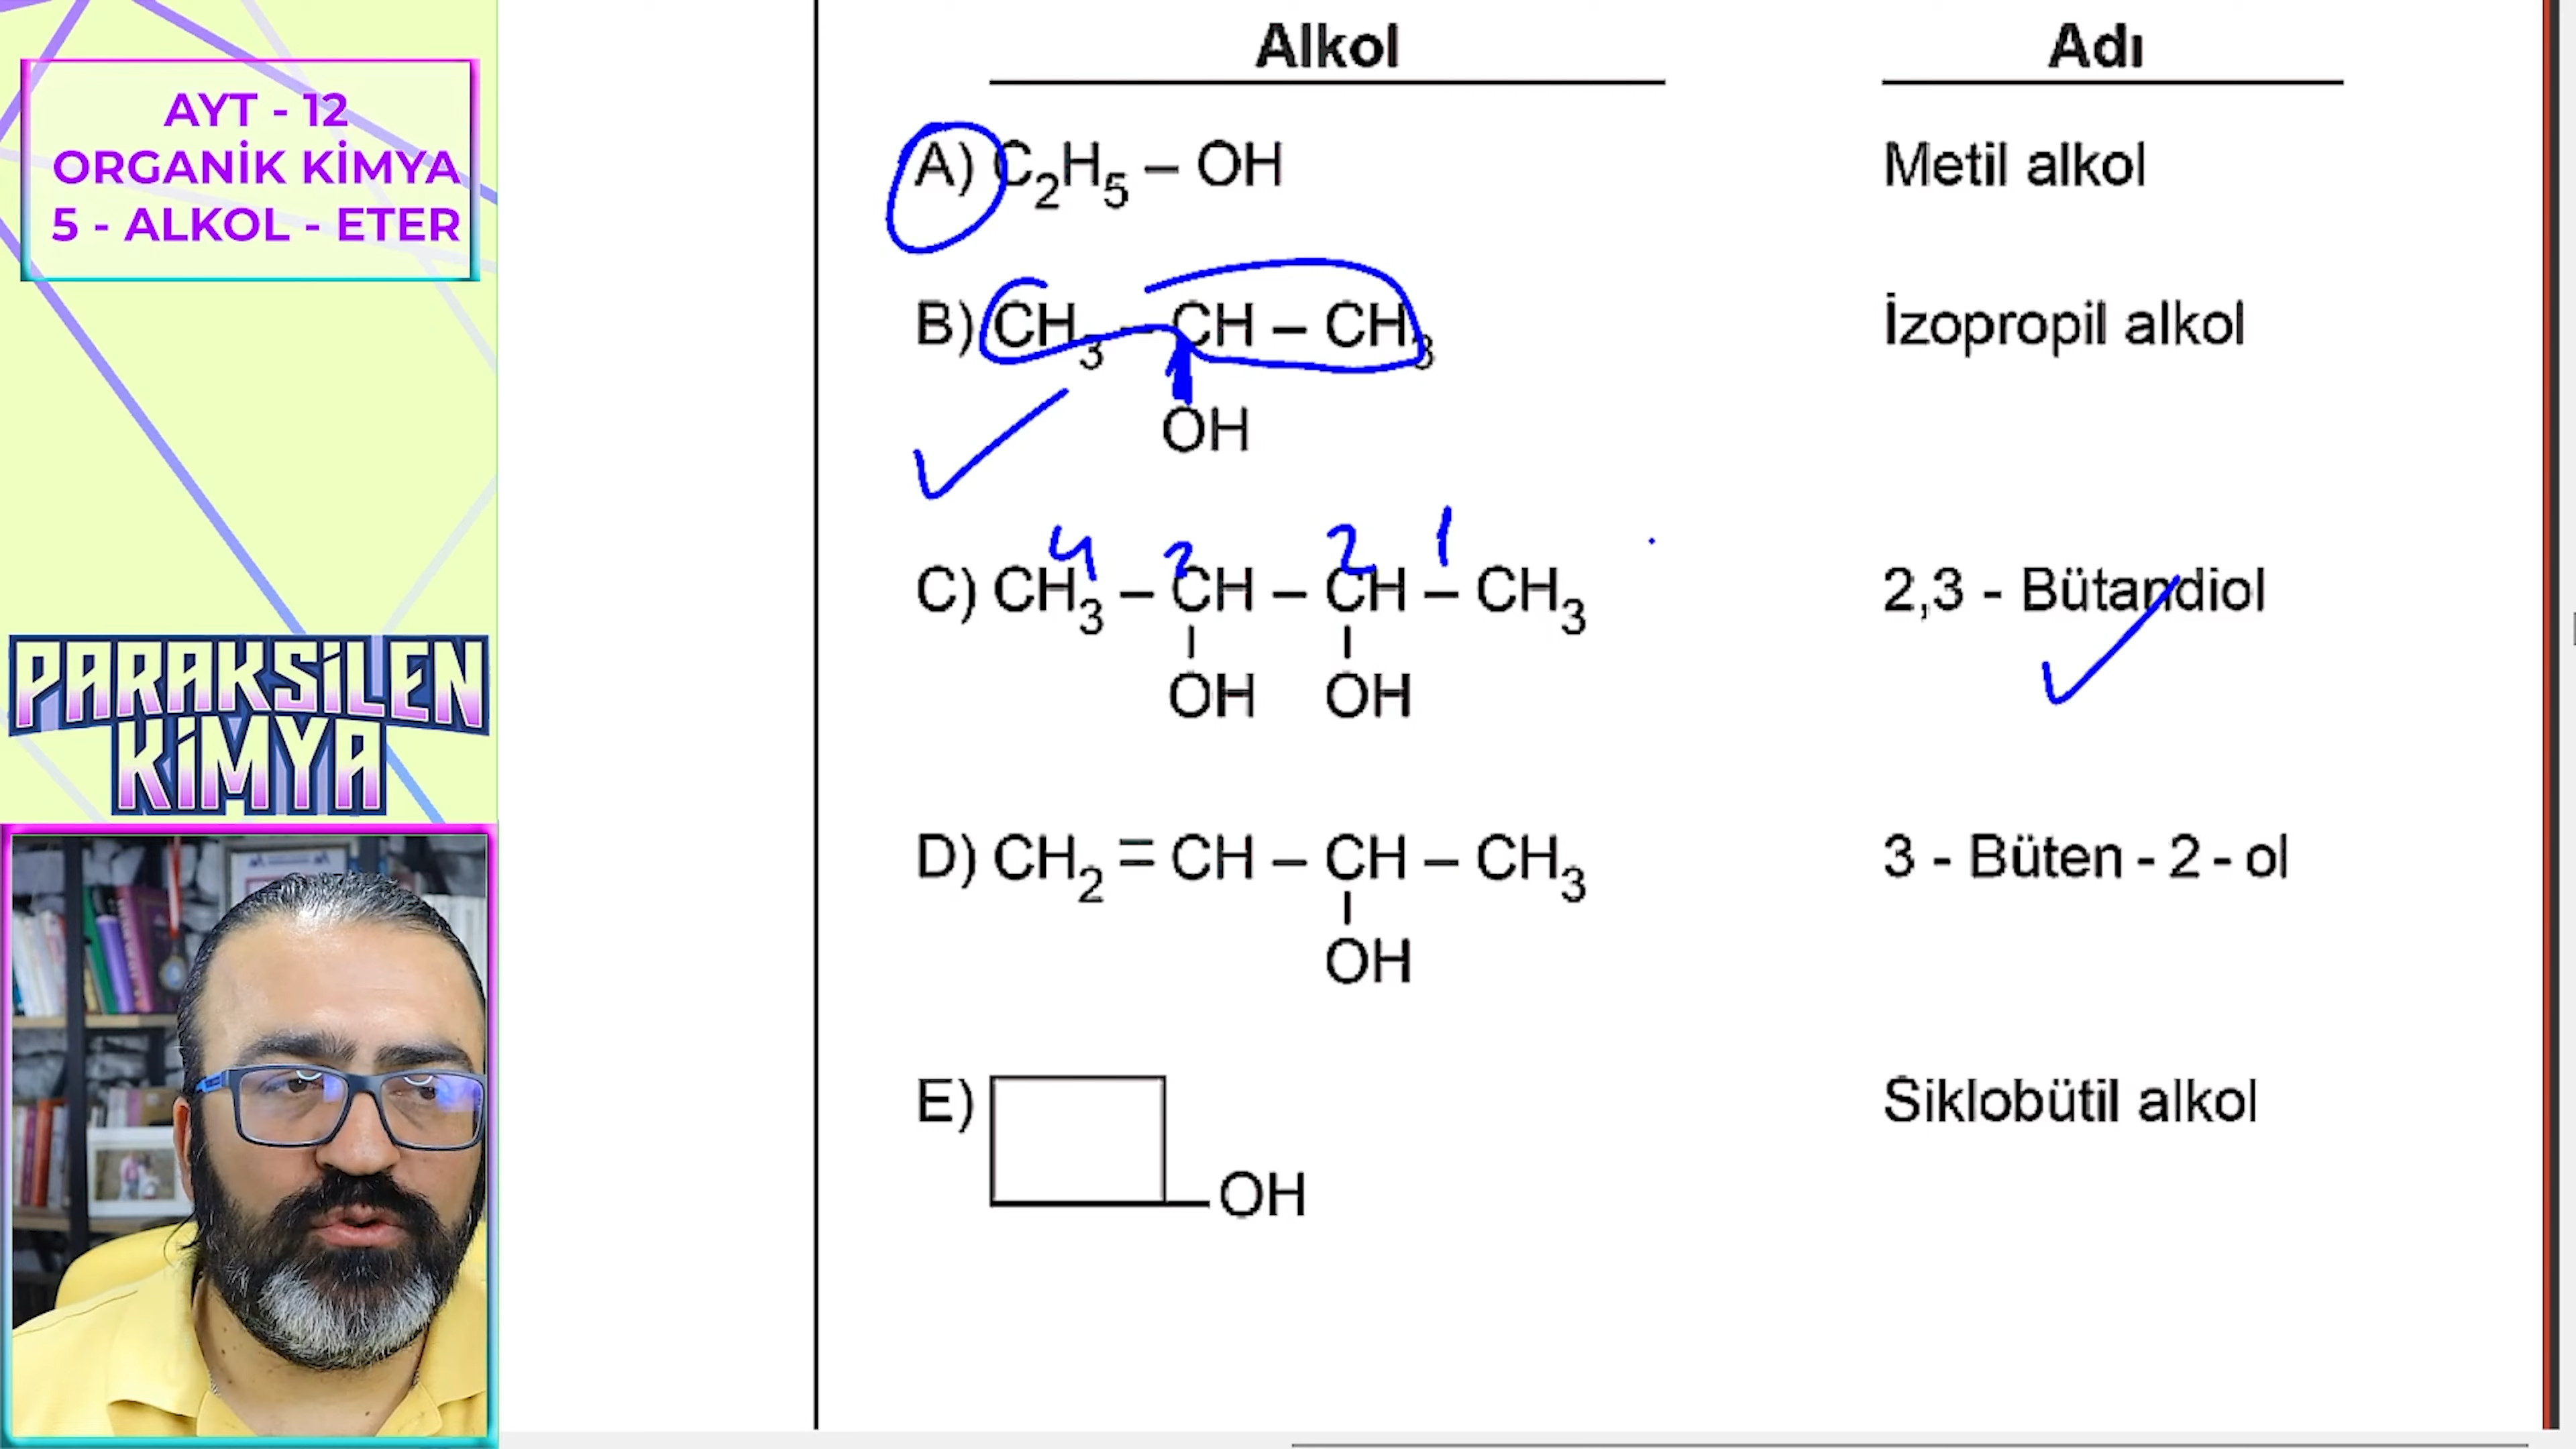 AYT - 12
ORGANİK KİMYA
5 - ALKOL - ETER
PARAKSİLEN
KİMYA
Alkol Adı
A) C₂H₅ – OH Metil alkol
B) CH₃ – CH – CH₃ İzopropil alkol
OH
4 3 2 1
C) CH₃ – CH – CH – CH₃ 2,3 - Bütandiol
OH OH
D) CH₂ = CH – CH – CH₃ 3 - Büten - 2 - ol
OH
E) Siklobütil alkol
OH